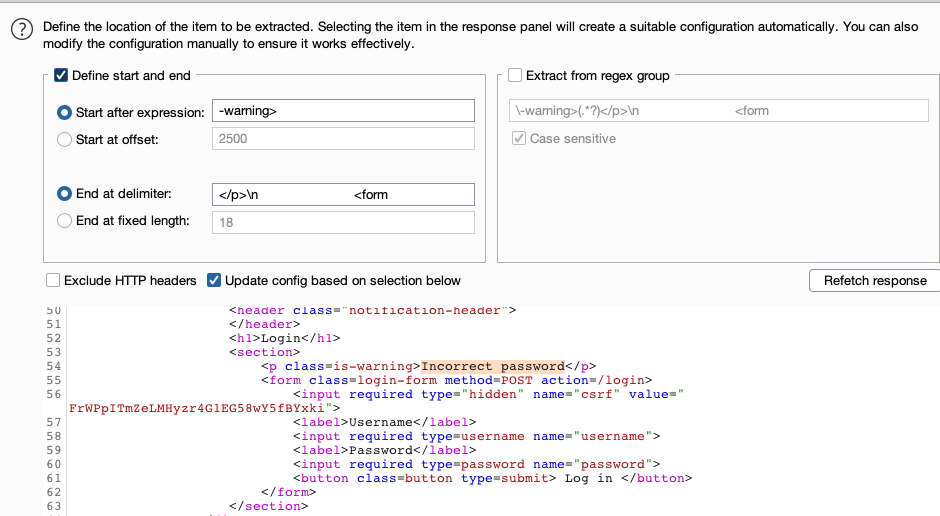 Define the location of the item to be extracted. Selecting the item in the response panel will create a suitable configuration automatically. You can also
modify the configuration manually to ensure it works effectively.
Define start and end
Start after expression: -warning>
Start at offset: 2500
End at delimiter: </p>\n                        <form
End at fixed length: 18
Extract from regex group
\-warning>(.*?)</p>\n                        <form
Case sensitive
Exclude HTTP headers
Update config based on selection below
Refetch response
50 <header class="notification-header">
51 </header>
52 <h1>Login</h1>
53 <section>
54 <p class=is-warning>Incorrect password</p>
55 <form class=login-form method=POST action=/login>
56 <input required type="hidden" name="csrf" value="
FrWPpITmZeLMHyzr4G1EG58wY5fBYxki">
57 <label>Username</label>
58 <input required type=username name="username">
59 <label>Password</label>
60 <input required type=password name="password">
61 <button class=button type=submit> Log in </button>
62 </form>
63 </section>